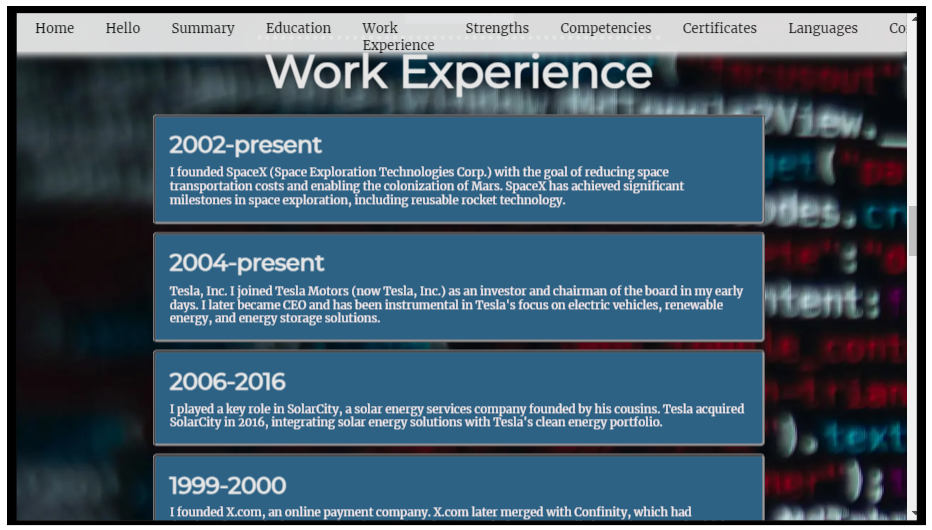 Home Hello Summary Education Work Experience Strengths Competencies Certificates Languages Co
Work Experience
2002-present
I founded SpaceX (Space Exploration Technologies Corp.) with the goal of reducing space
transportation costs and enabling the colonization of Mars. SpaceX has achieved significant
milestones in space exploration, including reusable rocket technology.
2004-present
Tesla, Inc. I joined Tesla Motors (now Tesla, Inc.) as an investor and chairman of the board in my early
days. I later became CEO and has been instrumental in Tesla's focus on electric vehicles, renewable
energy, and energy storage solutions.
2006-2016
I played a key role in SolarCity, a solar energy services company founded by his cousins. Tesla acquired
SolarCity in 2016, integrating solar energy solutions with Tesla's clean energy portfolio.
1999-2000
I founded X.com, an online payment company. X.com later merged with Confinity, which had